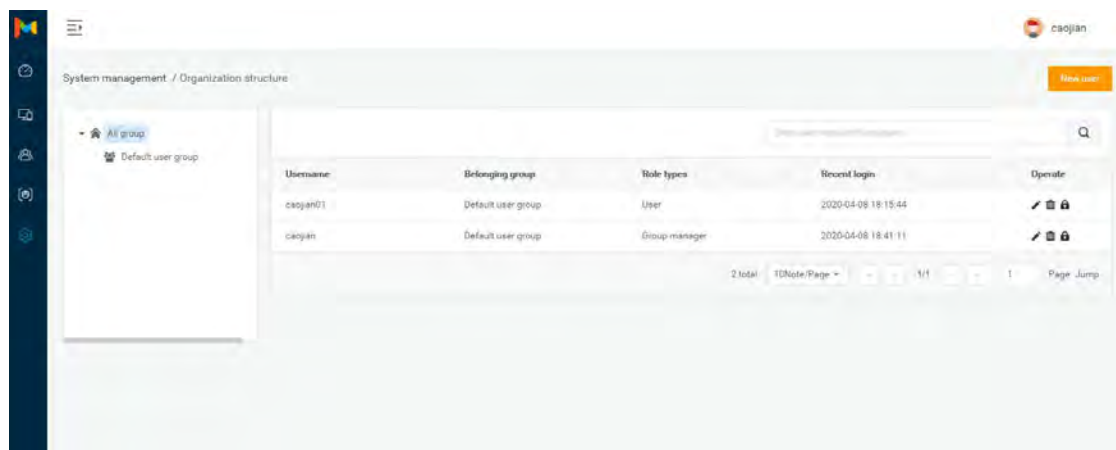 caojian
System management / Organization structure
New user
All group
Default user group
Username Belonging group Role types Recent login Operate
caojian01 Default user group User 2020-04-08 18:15:44
caojian Default user group Group manager 2020-04-08 18:41:11
2 total 10Note/Page 1/1 1 Page Jump